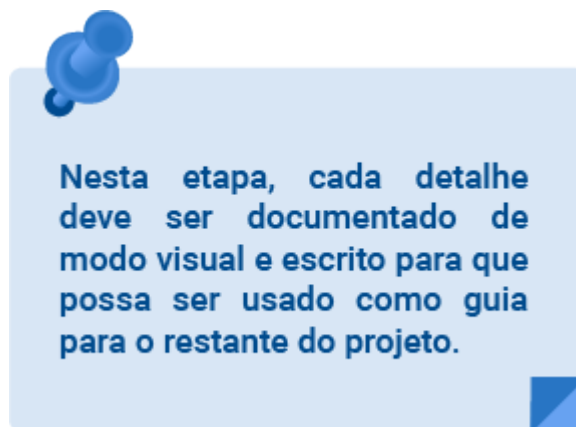 Nesta etapa, cada detalhe
deve ser documentado de
modo visual e escrito para que
possa ser usado como guia
para o restante do projeto.